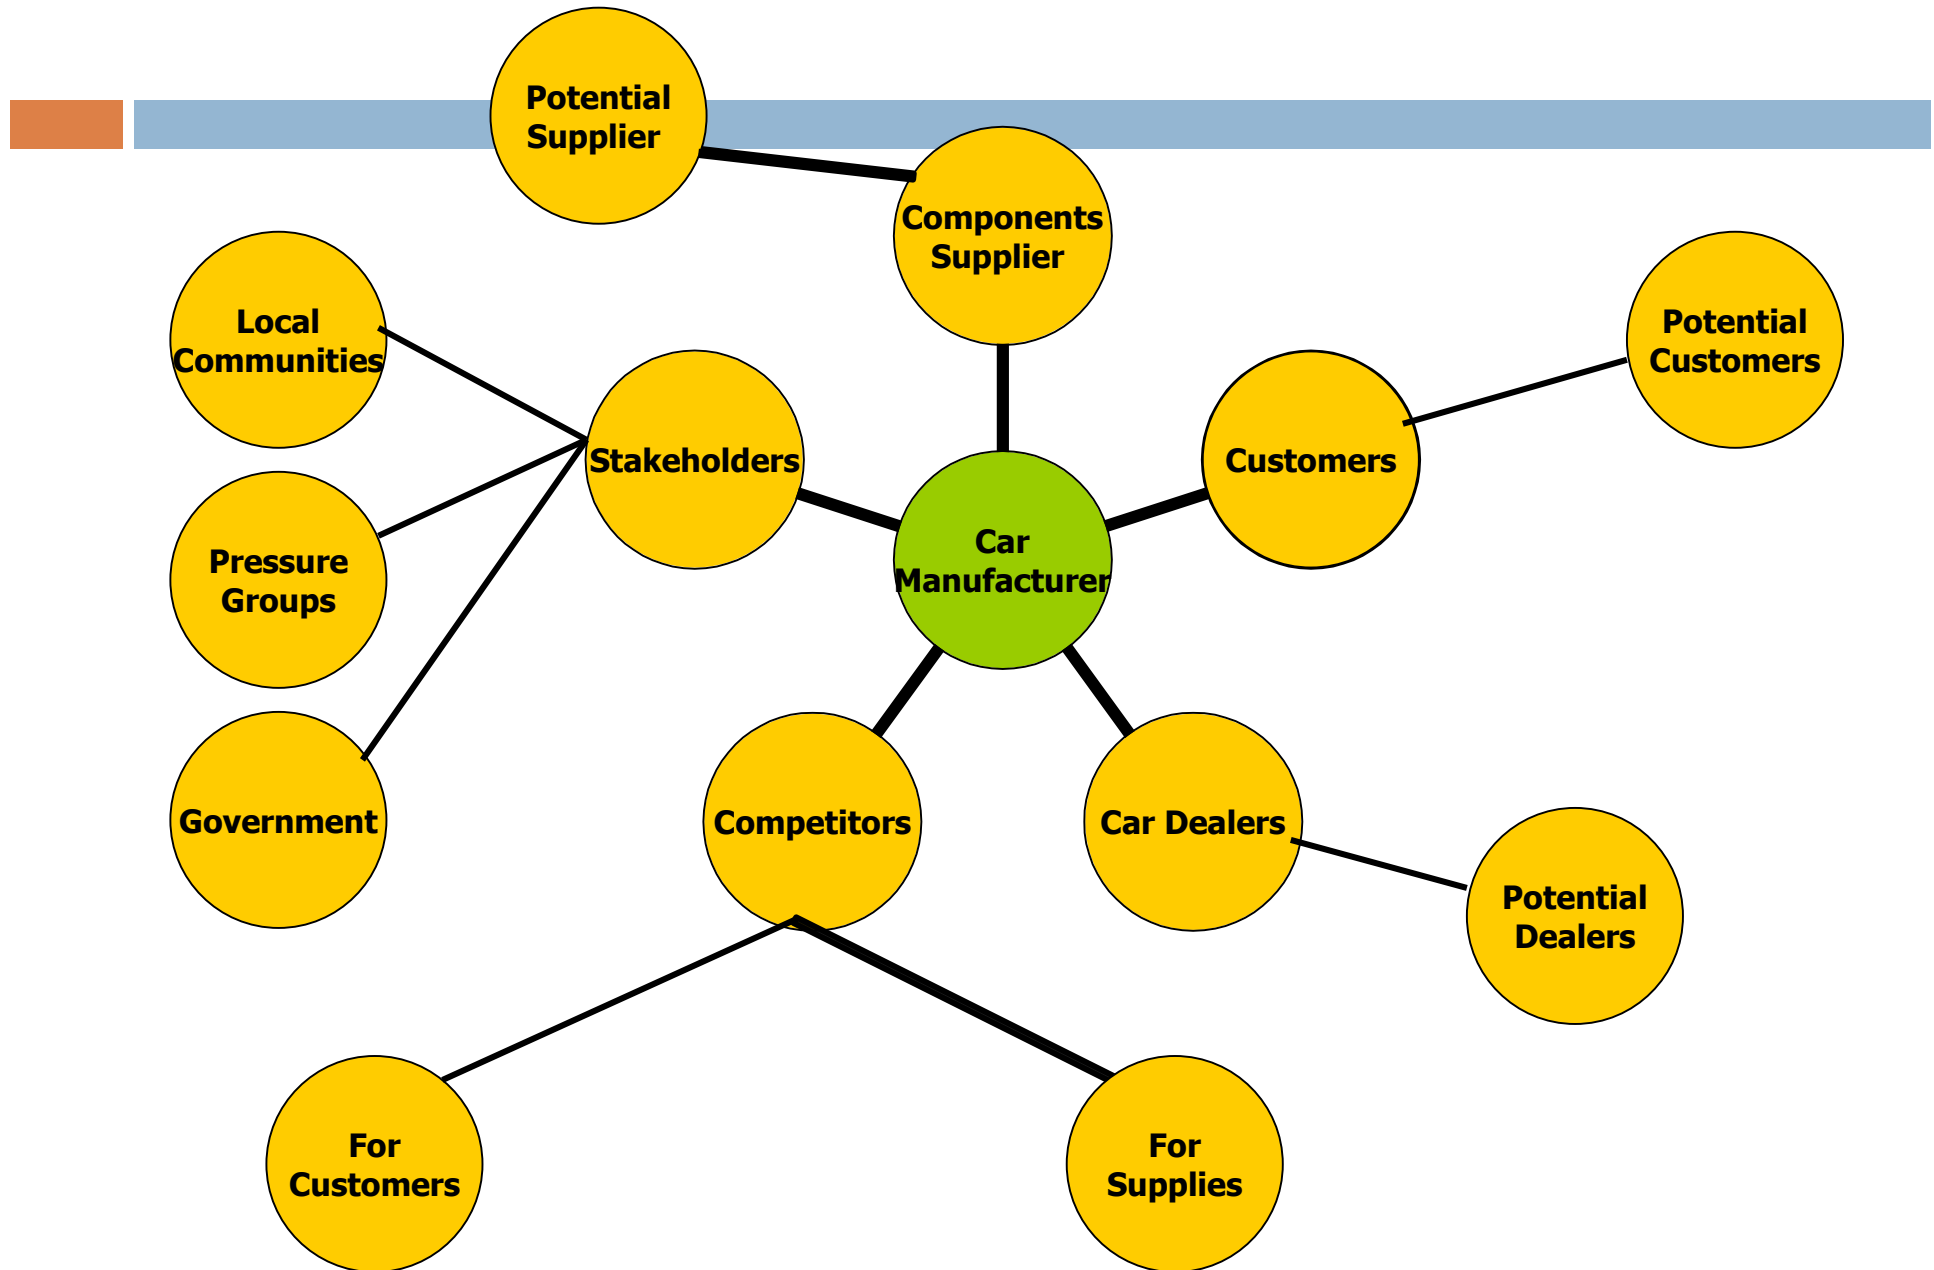 Potential
Supplier
Components
Supplier
Local
Communities
Potential
Customers
Stakeholders
Customers
Car
Manufacturer
Pressure
Groups
Government
Competitors
Car Dealers
Potential
Dealers
For
Customers
For
Supplies